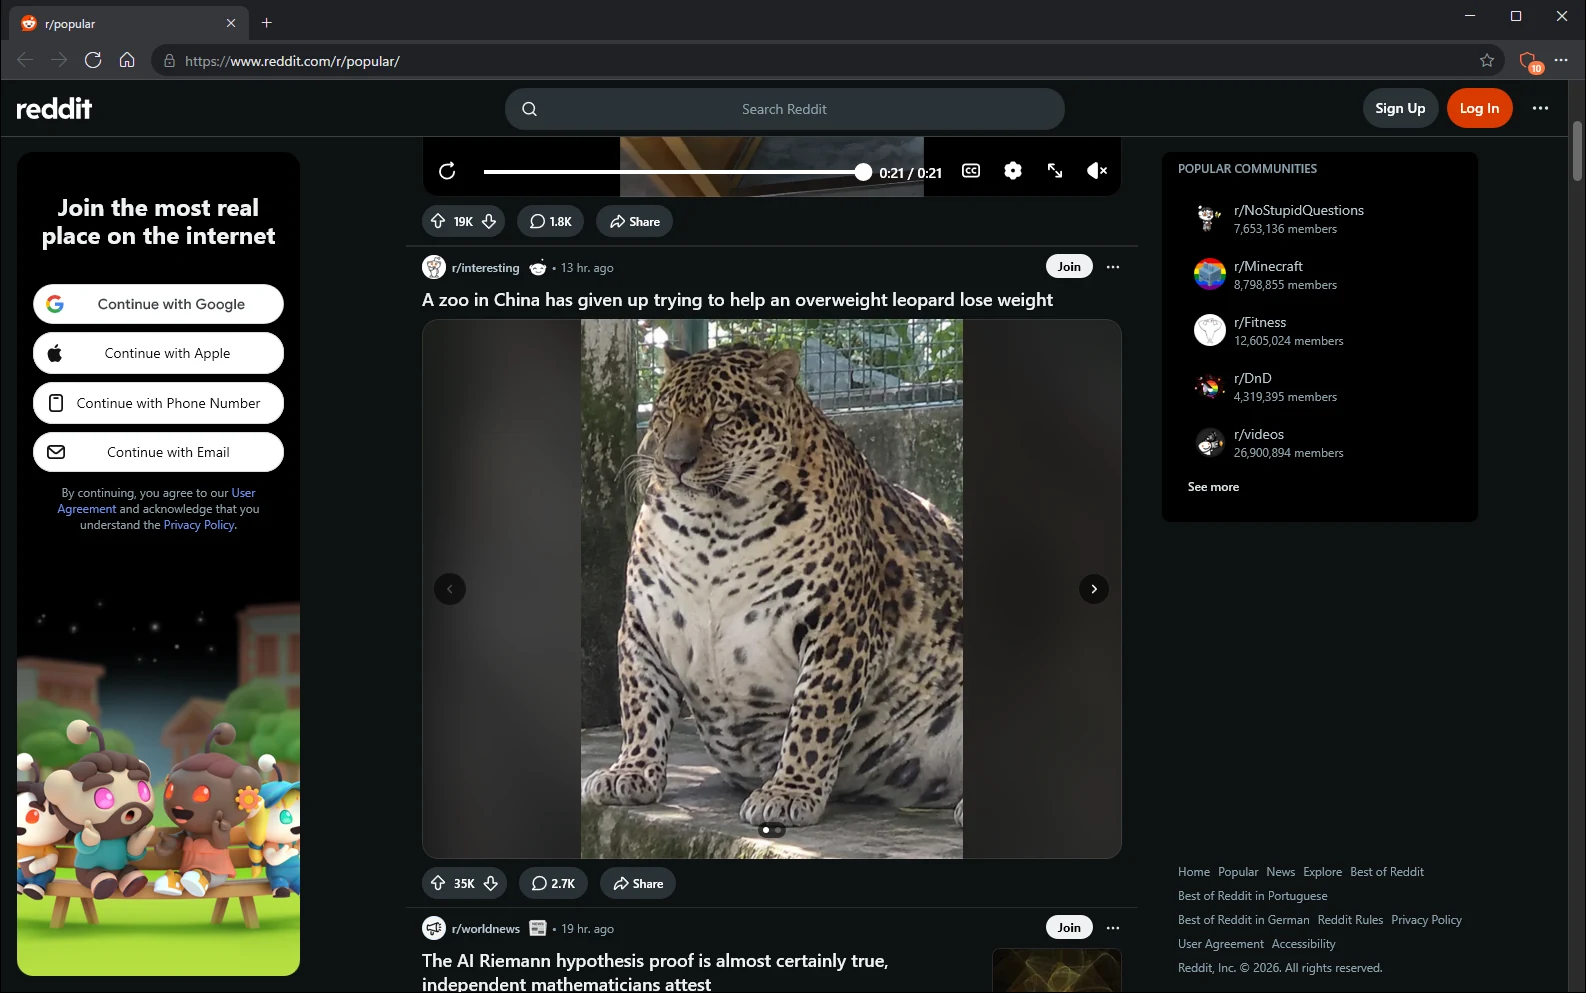 r/popular
https://www.reddit.com/r/popular/
10
reddit
Search Reddit
Sign Up
Log In
Join the most real
place on the internet
Continue with Google
Continue with Apple
Continue with Phone Number
Continue with Email
By continuing, you agree to our User
Agreement and acknowledge that you
understand the Privacy Policy.
0:21 / 0:21
CC
19K
1.8K
Share
r/interesting • 13 hr. ago
Join
A zoo in China has given up trying to help an overweight leopard lose weight
35K
2.7K
Share
r/worldnews • 19 hr. ago
Join
The AI Riemann hypothesis proof is almost certainly true,
independent mathematicians attest
POPULAR COMMUNITIES
r/NoStupidQuestions
7,653,136 members
r/Minecraft
8,798,855 members
r/Fitness
12,605,024 members
r/DnD
4,319,395 members
r/videos
26,900,894 members
See more
Home Popular News Explore Best of Reddit
Best of Reddit in Portuguese
Best of Reddit in German Reddit Rules Privacy Policy
User Agreement Accessibility
Reddit, Inc. © 2026. All rights reserved.